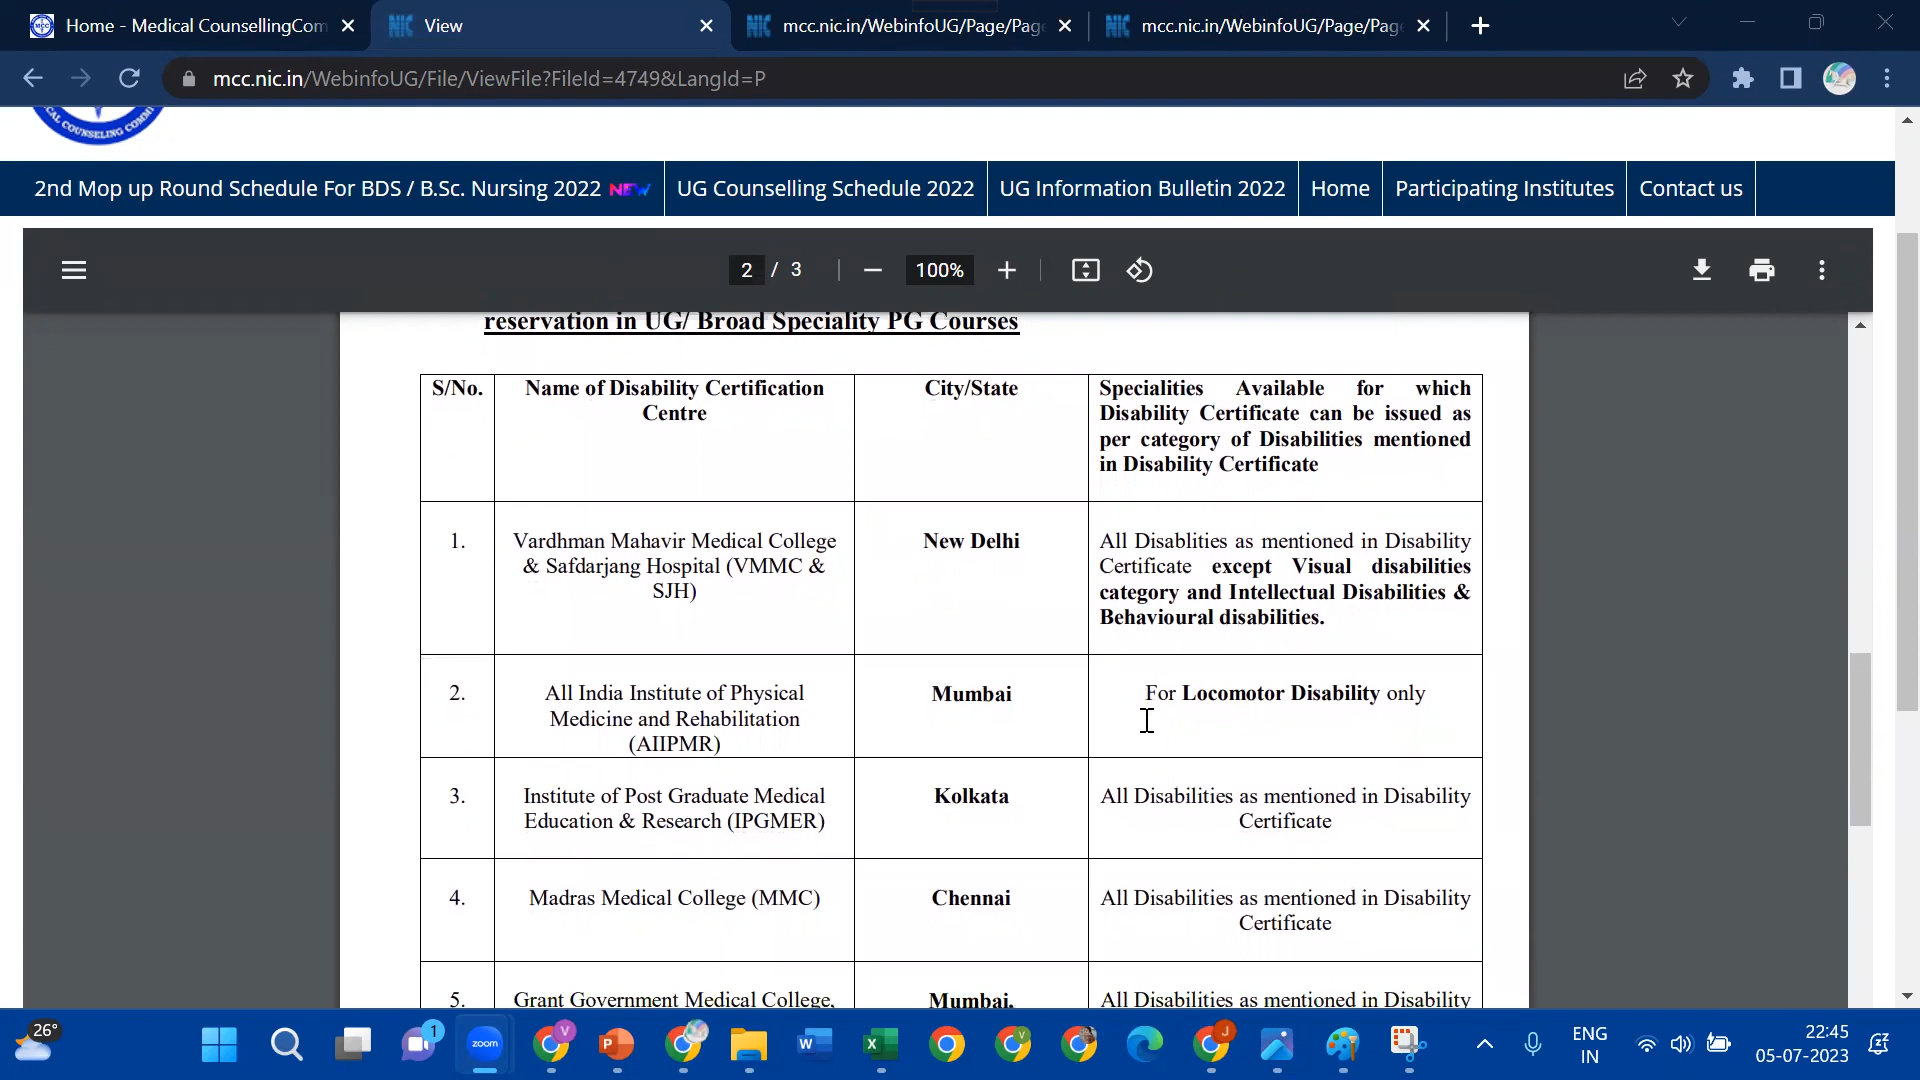 Home - Medical CounsellingCom
View
mcc.nic.in/WebinfoUG/Page/Page
mcc.nic.in/WebinfoUG/Page/Page
mcc.nic.in/WebinfoUG/File/ViewFile?FileId=4749&LangId=P
CAL COUNSELING COMM
2nd Mop up Round Schedule For BDS / B.Sc. Nursing 2022 NEW
UG Counselling Schedule 2022
UG Information Bulletin 2022
Home
Participating Institutes
Contact us
2 / 3
100%
reservation in UG/ Broad Speciality PG Courses
S/No.
Name of Disability Certification
Centre
City/State
Specialities Available for which
Disability Certificate can be issued as
per category of Disabilities mentioned
in Disability Certificate
1.
Vardhman Mahavir Medical College
& Safdarjang Hospital (VMMC &
SJH)
New Delhi
All Disablities as mentioned in Disability
Certificate except Visual disabilities
category and Intellectual Disabilities &
Behavioural disabilities.
2.
All India Institute of Physical
Medicine and Rehabilitation
(AIIPMR)
Mumbai
For Locomotor Disability only
3.
Institute of Post Graduate Medical
Education & Research (IPGMER)
Kolkata
All Disabilities as mentioned in Disability
Certificate
4.
Madras Medical College (MMC)
Chennai
All Disabilities as mentioned in Disability
Certificate
5.
Grant Government Medical College,
Mumbai,
All Disabilities as mentioned in Disability
26°
1
zoom
V
P
W
X
V
J
ENG
IN
22:45
05-07-2023